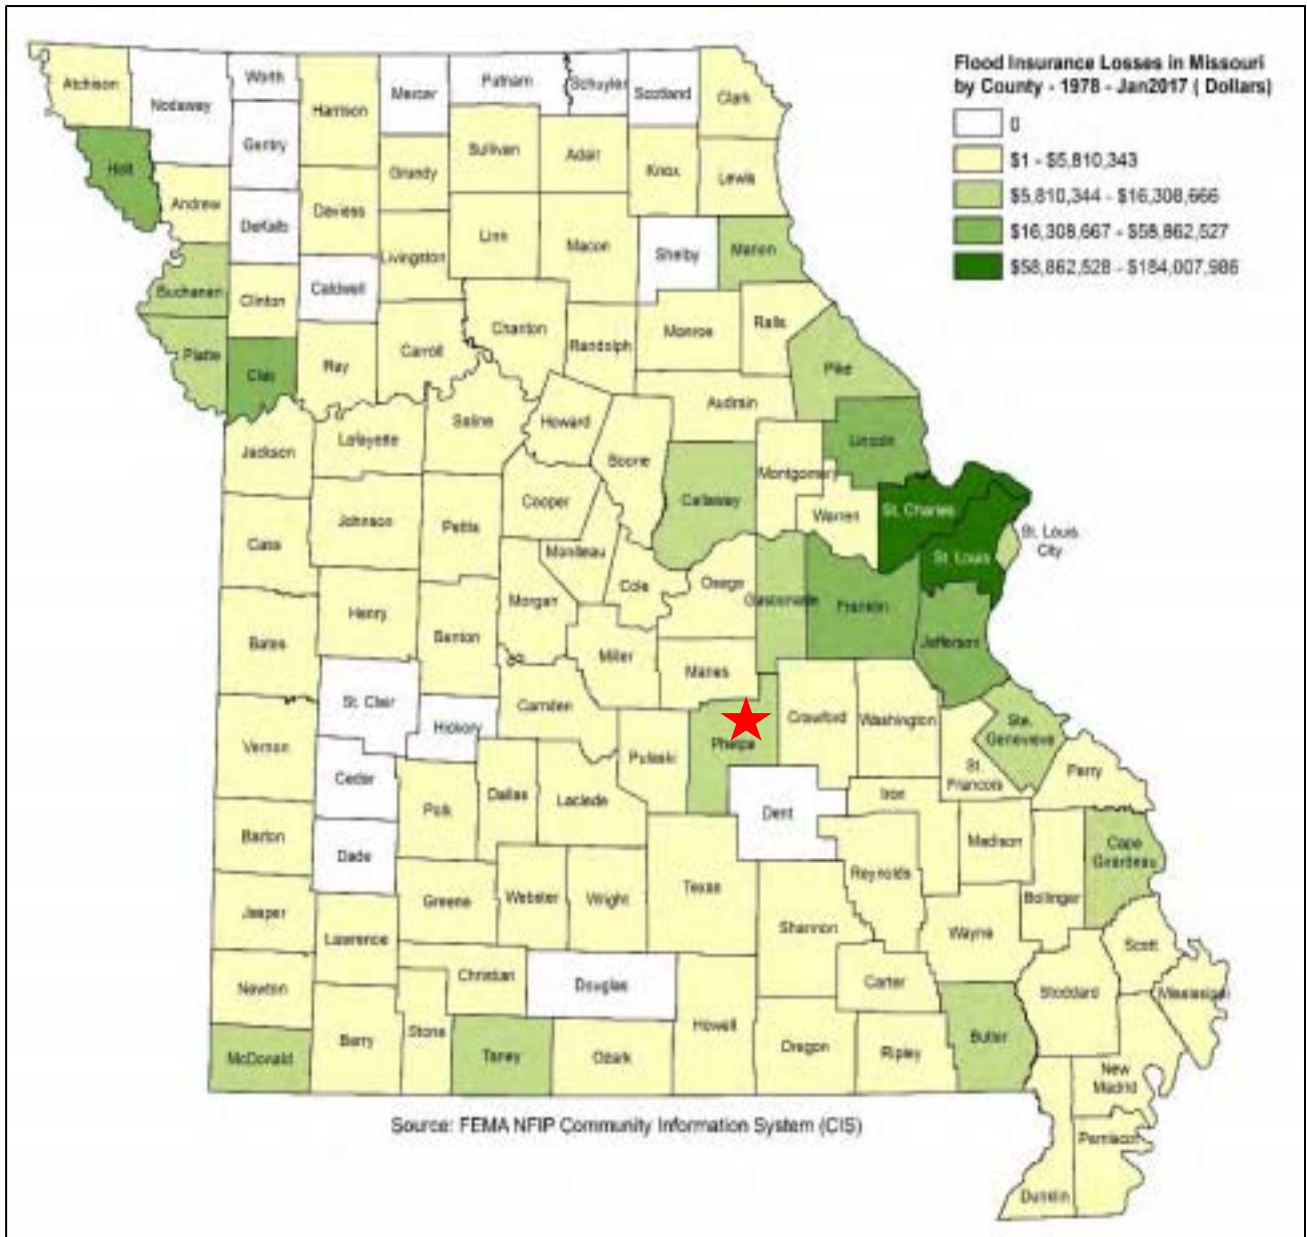 Flood Insurance Losses in Missouri
by County - 1978 - Jan2017 ( Dollars)
0
$1 - $5,810,343
$5,810,344 - $16,308,666
$16,308,667 - $58,862,527
$58,862,528 - $184,007,986
Atchison
Nodaway
Worth
Gentry
Harrison
Mercer
Putnam
Schuyler
Scotland
Clark
Holt
Andrew
DeKalb
Daviess
Grundy
Sullivan
Adair
Knox
Lewis
Buchanan
Clinton
Caldwell
Livingston
Linn
Macon
Shelby
Marion
Platte
Clay
Ray
Carroll
Chariton
Randolph
Monroe
Ralls
Pike
Jackson
Lafayette
Saline
Howard
Boone
Audrain
Callaway
Montgomery
Lincoln
Warren
St. Charles
St. Louis
St. Louis
City
Cass
Johnson
Pettis
Cooper
Moniteau
Cole
Osage
Gasconade
Franklin
Jefferson
Bates
Henry
Benton
Morgan
Miller
Maries
St. Clair
Hickory
Camden
Pulaski
Phelps
Crawford
Washington
Ste.
Genevieve
St.
Francois
Perry
Vernon
Cedar
Polk
Dallas
Laclede
Dent
Iron
Madison
Cape
Girardeau
Barton
Dade
Greene
Webster
Wright
Texas
Reynolds
Bollinger
Jasper
Lawrence
Christian
Douglas
Shannon
Wayne
Scott
Newton
Barry
Stone
Taney
Ozark
Howell
Carter
Oregon
Ripley
Butler
Stoddard
Mississippi
McDonald
New
Madrid
Pemiscot
Dunklin
Source: FEMA NFIP Community Information System (CIS)